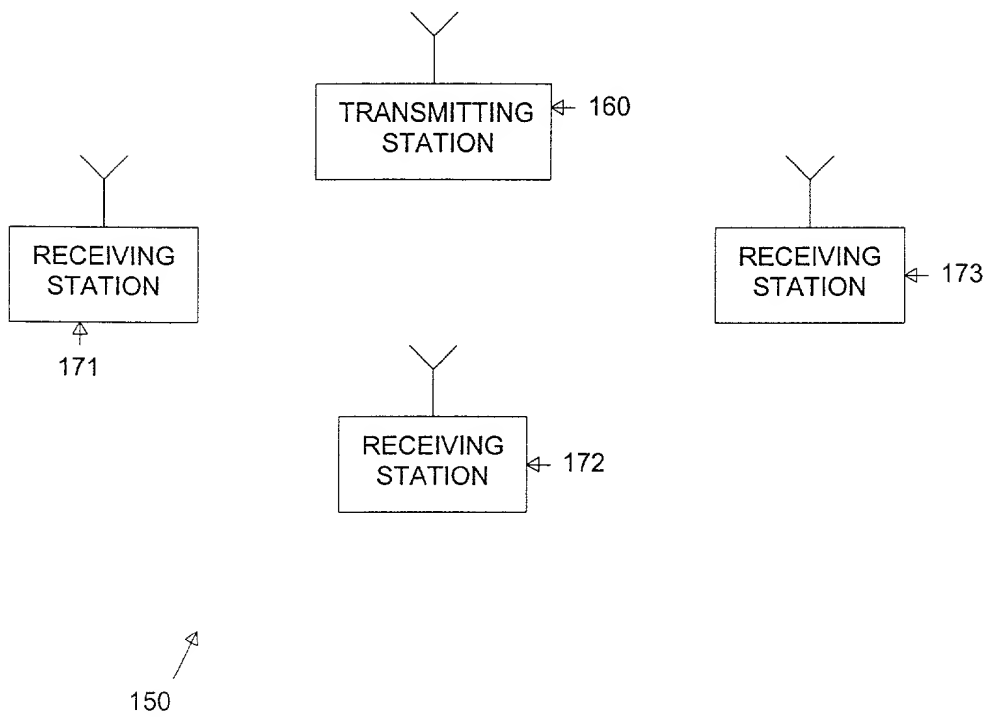 TRANSMITTING
STATION
160
RECEIVING
STATION
171
RECEIVING
STATION
173
RECEIVING
STATION
172
150